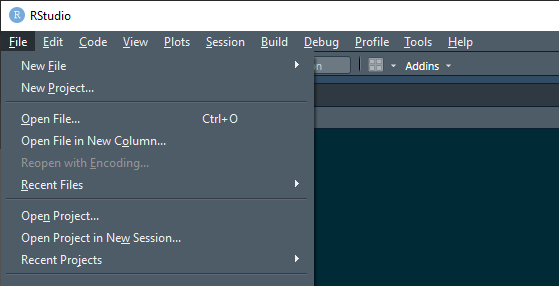 R RStudio
File Edit Code View Plots Session Build Debug Profile Tools Help
New File
Addins
New Project...
Open File... Ctrl+O
Open File in New Column...
Reopen with Encoding...
Recent Files
Open Project...
Open Project in New Session...
Recent Projects